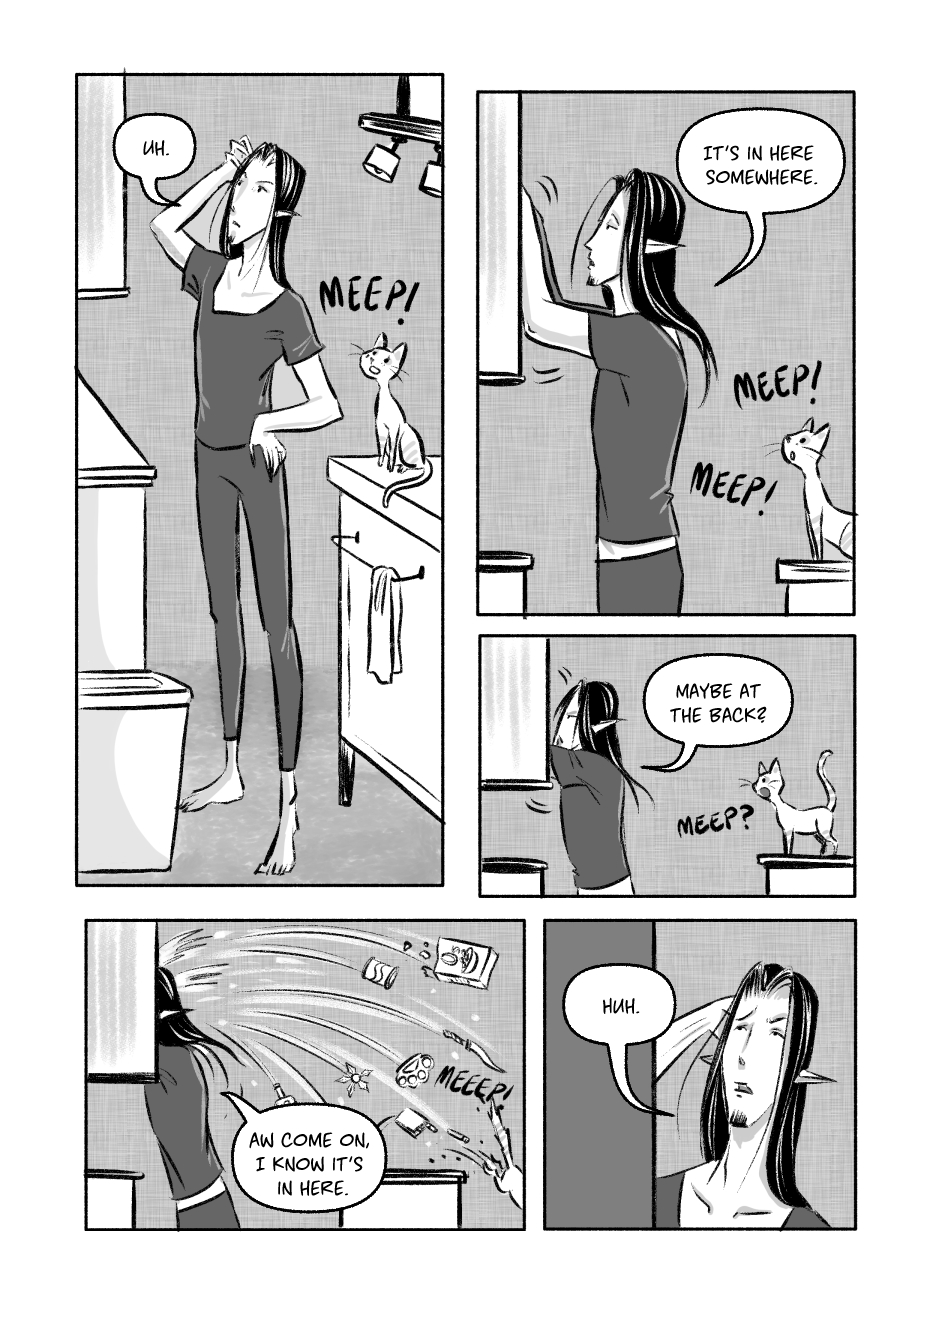 UH.
MEEP!
IT'S IN HERE
SOMEWHERE.
MEEP!
MEEP!
MAYBE AT
THE BACK?
MEEP?
MEEEP!
AW COME ON,
I KNOW IT'S
IN HERE.
HUH.